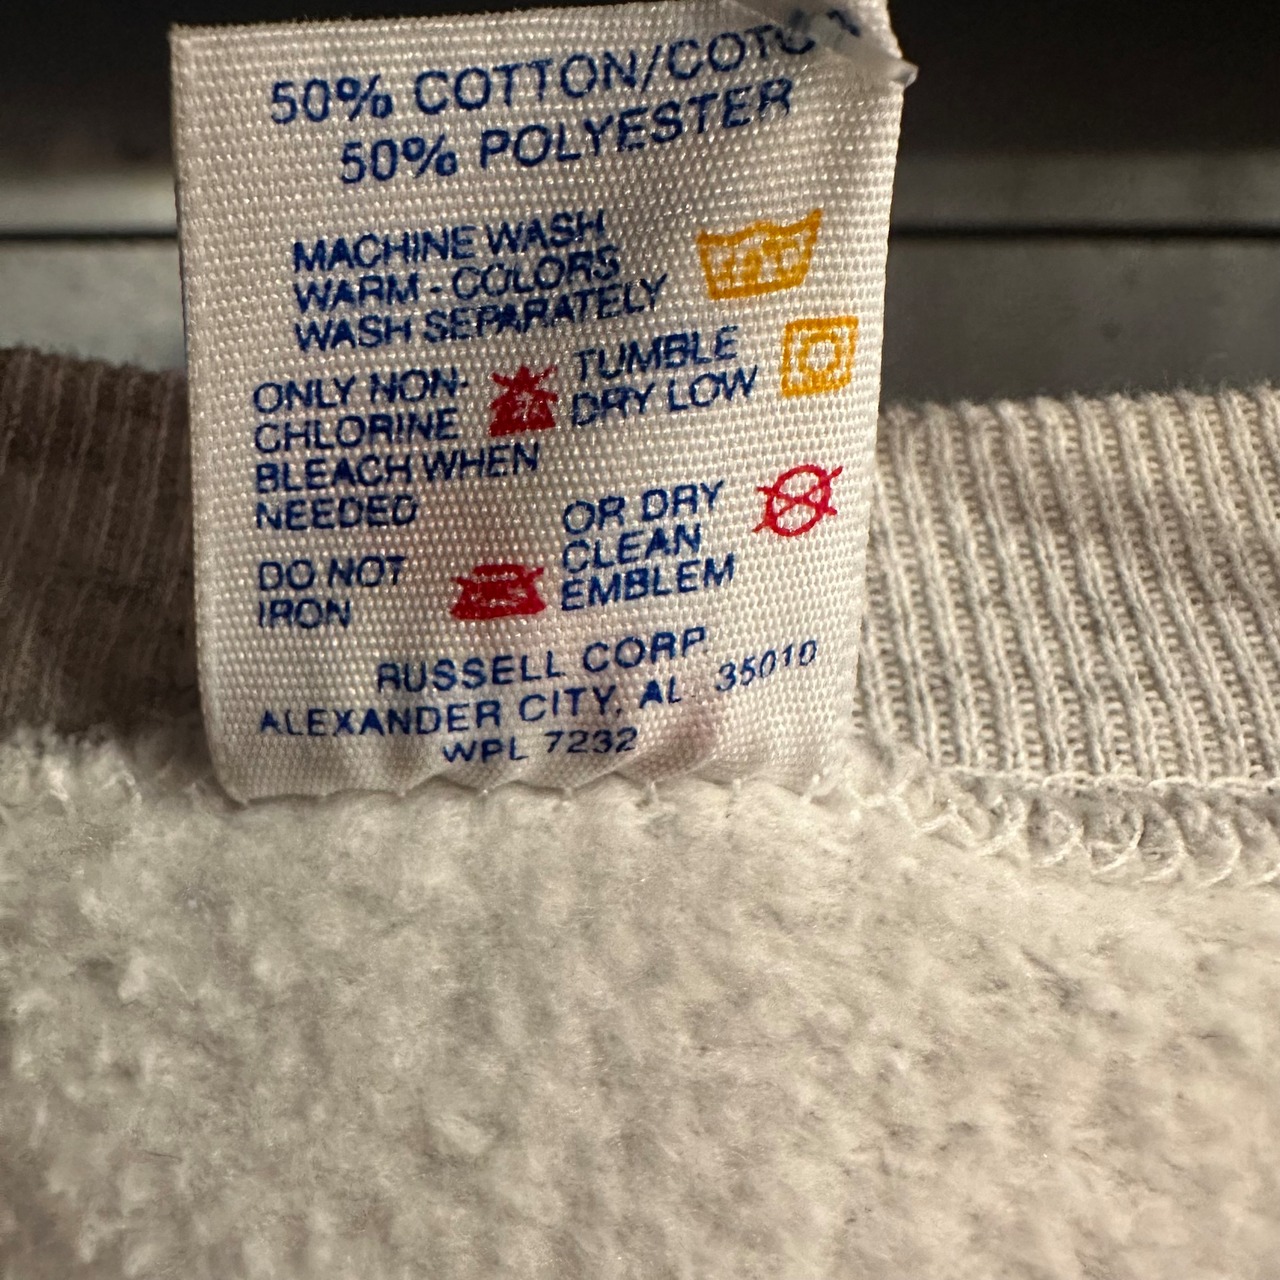 50% COTTON/COTON
50% POLYESTER
MACHINE WASH
WARM - COLORS
WASH SEPARATELY
ONLY NON-
CHLORINE
BLEACH WHEN
NEEDED
TUMBLE
DRY LOW
DO NOT
IRON
OR DRY
CLEAN
EMBLEM
RUSSELL CORP.
ALEXANDER CITY, AL. 35010
WPL 7232